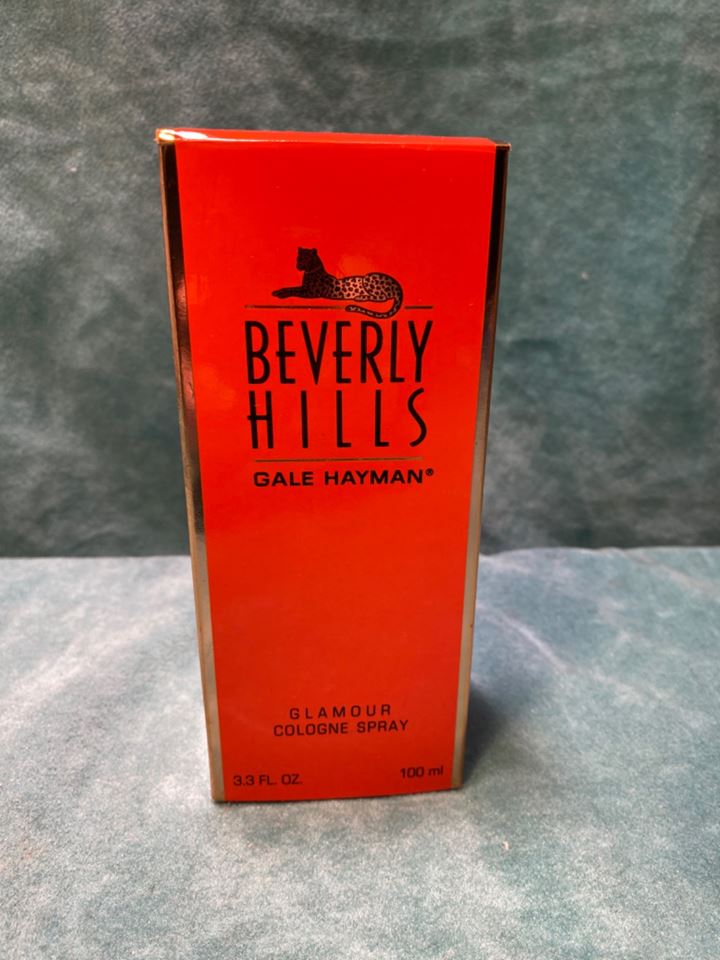 BEVERLY
HILLS
GALE HAYMAN®
GLAMOUR
COLOGNE SPRAY
3.3 FL. OZ. 100 ml